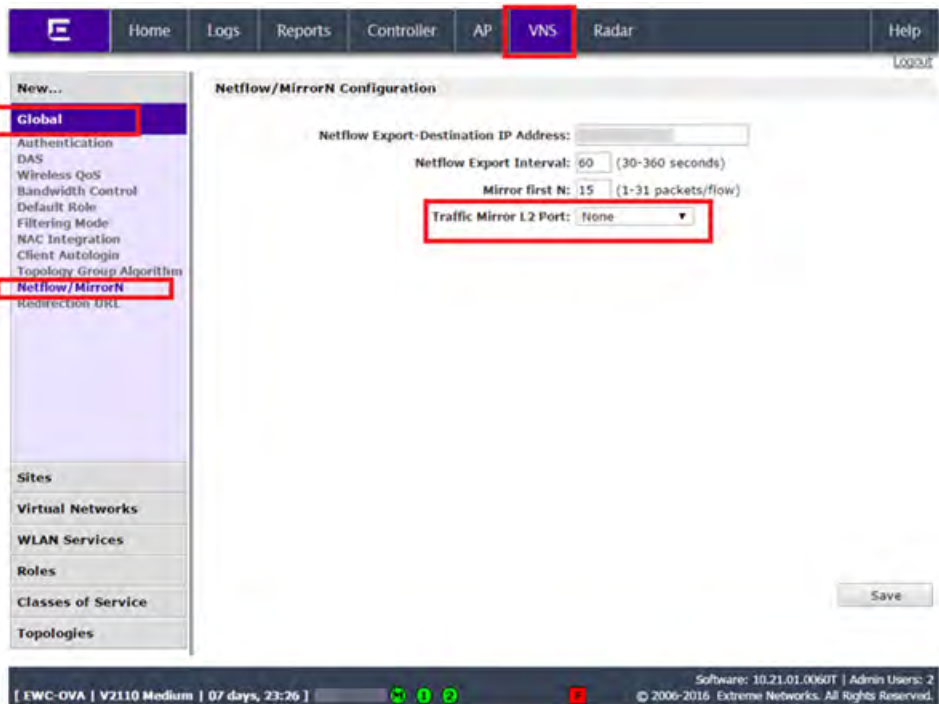 E Home Logs Reports Controller AP VNS Radar Help
Logout
New...
Global
Authentication
DAS
Wireless QoS
Bandwidth Control
Default Role
Filtering Mode
NAC Integration
Client Autologin
Topology Group Algorithm
Netflow/MirrorN
Redirection URL
Sites
Virtual Networks
WLAN Services
Roles
Classes of Service
Topologies
Netflow/MirrorN Configuration
Netflow Export-Destination IP Address:
Netflow Export Interval: 60 (30-360 seconds)
Mirror first N: 15 (1-31 packets/flow)
Traffic Mirror L2 Port: None
Save
[ EWC-OVA | V2110 Medium | 07 days, 23:26 ] M 1 2 F
Software: 10.21.01.0060T | Admin Users: 2
© 2006-2016 Extreme Networks. All Rights Reserved.